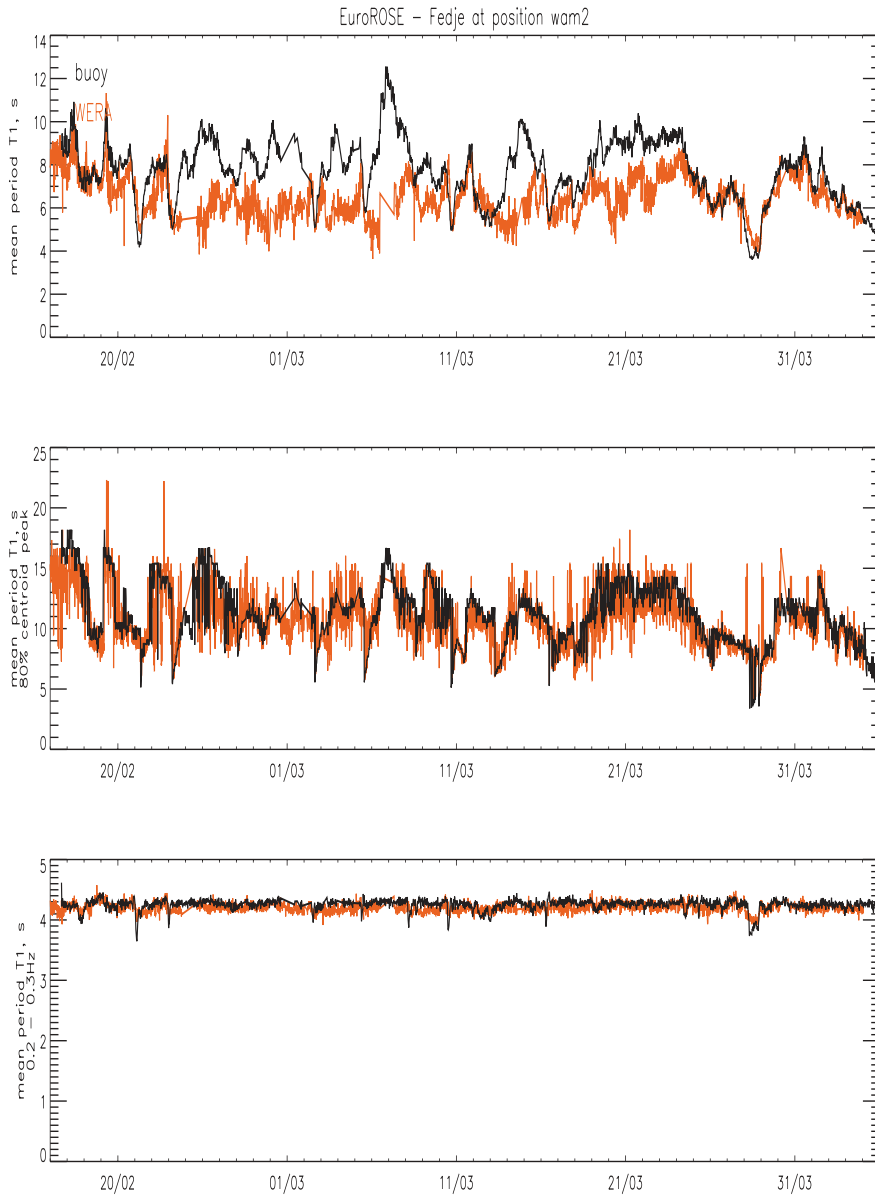 EuroROSE – Fedje at position wam2
14
12
10
8
6
4
2
0
buoy
WERA
mean period T1, s
20/02 01/03 11/03 21/03 31/03
25
20
15
10
5
0
mean period T1, s
80% centroid peak
20/02 01/03 11/03 21/03 31/03
5
4
3
2
1
0
mean period T1, s
0.2 – 0.3Hz
20/02 01/03 11/03 21/03 31/03